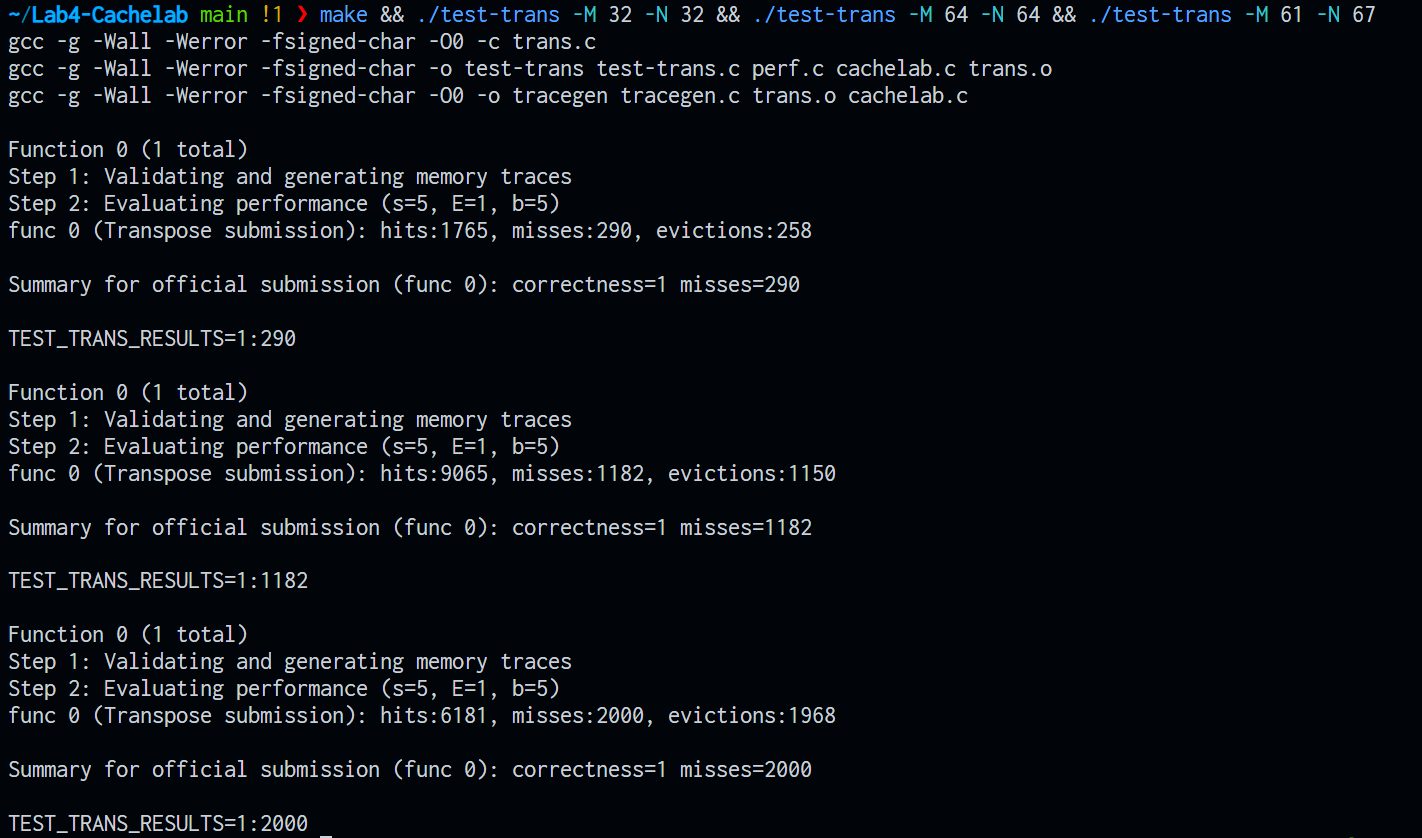 ~/Lab4-Cachelab main !1 ❯ make && ./test-trans -M 32 -N 32 && ./test-trans -M 64 -N 64 && ./test-trans -M 61 -N 67
gcc -g -Wall -Werror -fsigned-char -O0 -c trans.c
gcc -g -Wall -Werror -fsigned-char -o test-trans test-trans.c perf.c cachelab.c trans.o
gcc -g -Wall -Werror -fsigned-char -O0 -o tracegen tracegen.c trans.o cachelab.c
Function 0 (1 total)
Step 1: Validating and generating memory traces
Step 2: Evaluating performance (s=5, E=1, b=5)
func 0 (Transpose submission): hits:1765, misses:290, evictions:258
Summary for official submission (func 0): correctness=1 misses=290
TEST_TRANS_RESULTS=1:290
Function 0 (1 total)
Step 1: Validating and generating memory traces
Step 2: Evaluating performance (s=5, E=1, b=5)
func 0 (Transpose submission): hits:9065, misses:1182, evictions:1150
Summary for official submission (func 0): correctness=1 misses=1182
TEST_TRANS_RESULTS=1:1182
Function 0 (1 total)
Step 1: Validating and generating memory traces
Step 2: Evaluating performance (s=5, E=1, b=5)
func 0 (Transpose submission): hits:6181, misses:2000, evictions:1968
Summary for official submission (func 0): correctness=1 misses=2000
TEST_TRANS_RESULTS=1:2000